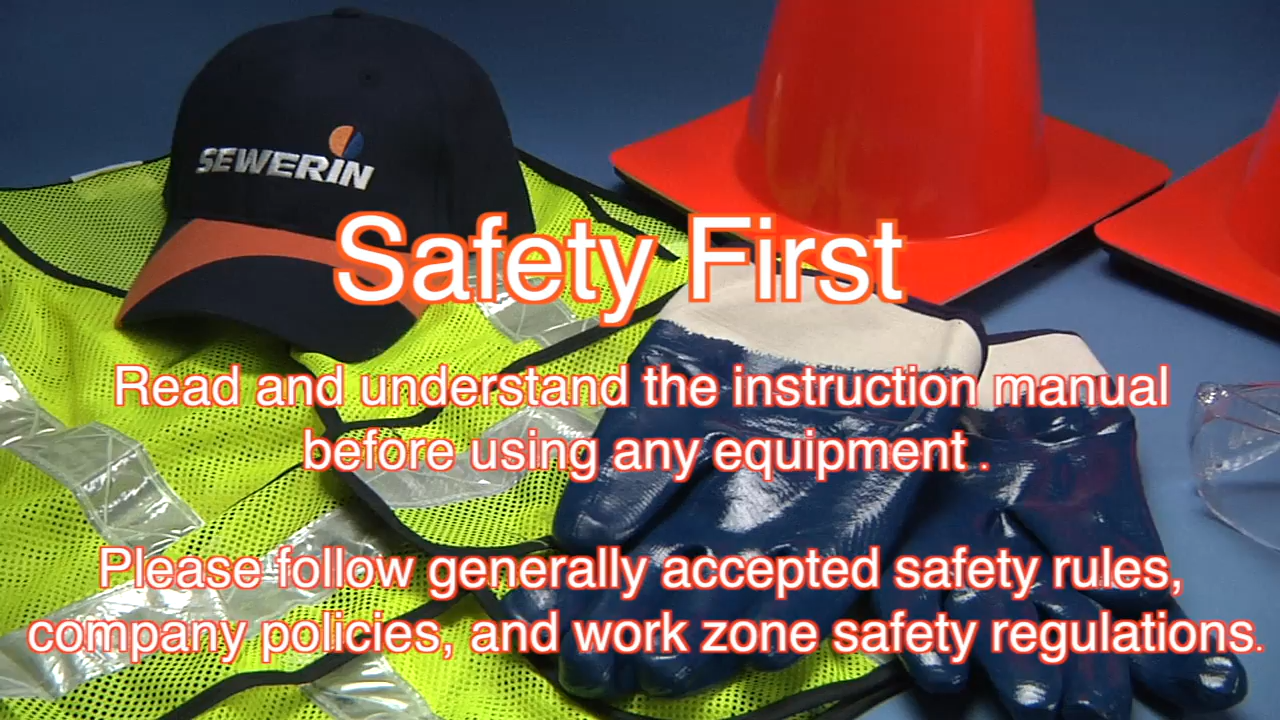 SEWERIN
Safety First
Read and understand the instruction manual
before using any equipment .
Please follow generally accepted safety rules,
company policies, and work zone safety regulations.